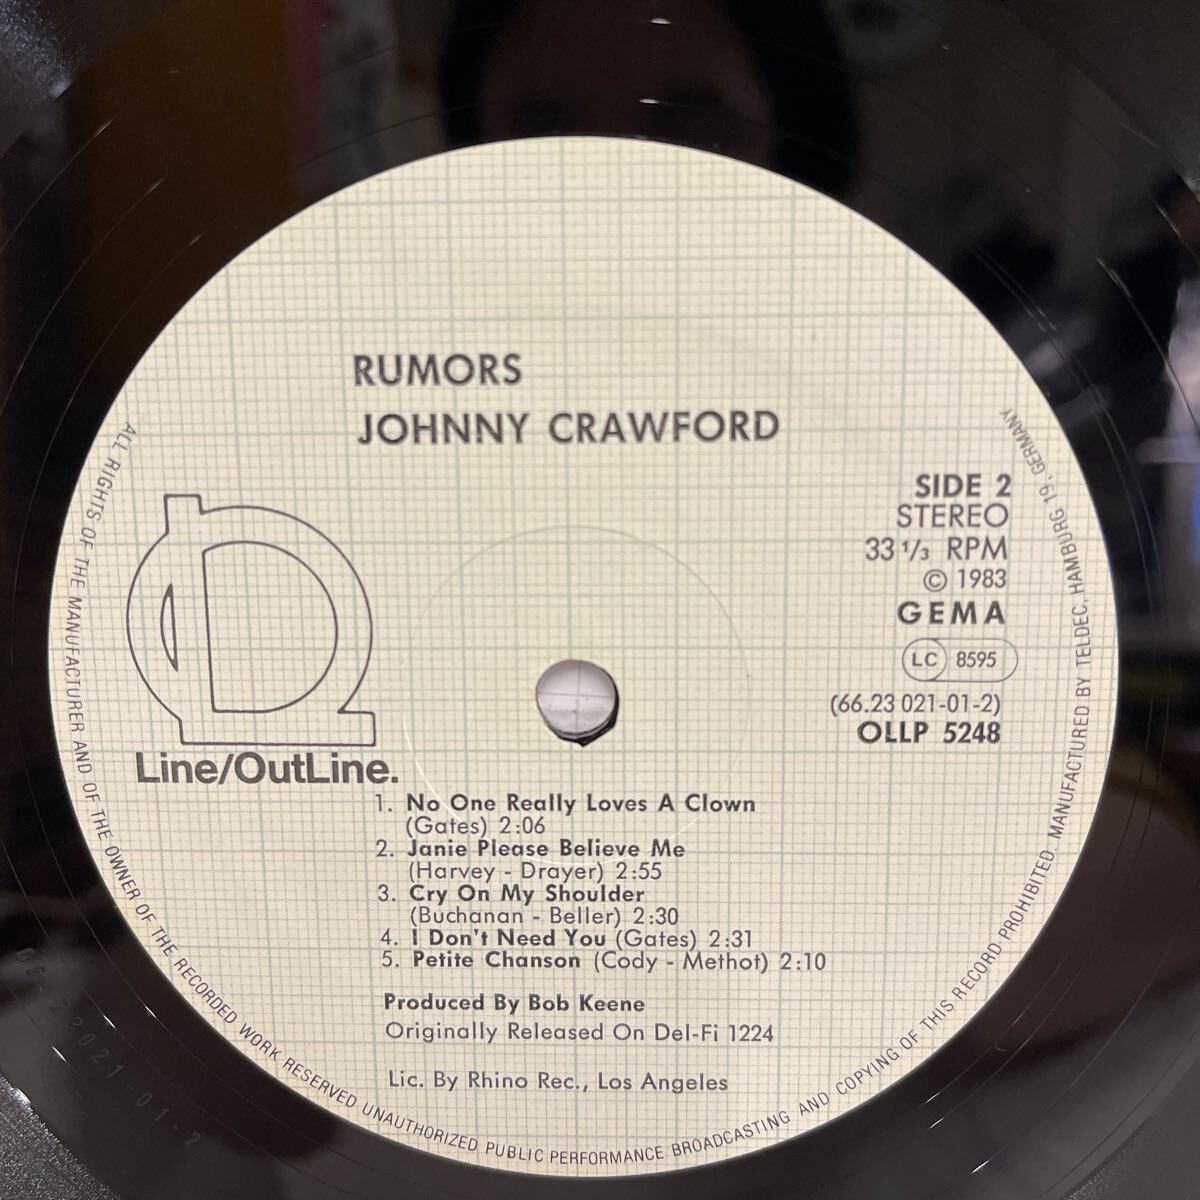 RUMORS
JOHNNY CRAWFORD
SIDE 2
STEREO
33 1/3 RPM
© 1983
GEMA
LC 8595
(66.23 021-01-2)
OLLP 5248
Line/OutLine.
1. No One Really Loves A Clown
(Gates) 2:06
2. Janie Please Believe Me
(Harvey - Drayer) 2:55
3. Cry On My Shoulder
(Buchanan - Beller) 2:30
4. I Don't Need You (Gates) 2:31
5. Petite Chanson (Cody - Methot) 2:10
Produced By Bob Keene
Originally Released On Del-Fi 1224
Lic. By Rhino Rec., Los Angeles
ALL RIGHTS OF THE MANUFACTURER AND OF THE OWNER OF THE RECORDED WORK RESERVED UNAUTHORIZED PUBLIC PERFORMANCE BROADCASTING AND COPYING OF THIS RECORD PROHIBITED. MANUFACTURED BY TELDEC, HAMBURG 19, GERMANY